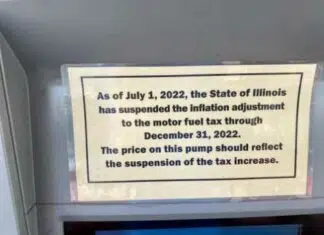 As of July 1, 2022, the State of Illinois
has suspended the inflation adjustment
to the motor fuel tax through
December 31, 2022.
The price on this pump should reflect
the suspension of the tax increase.